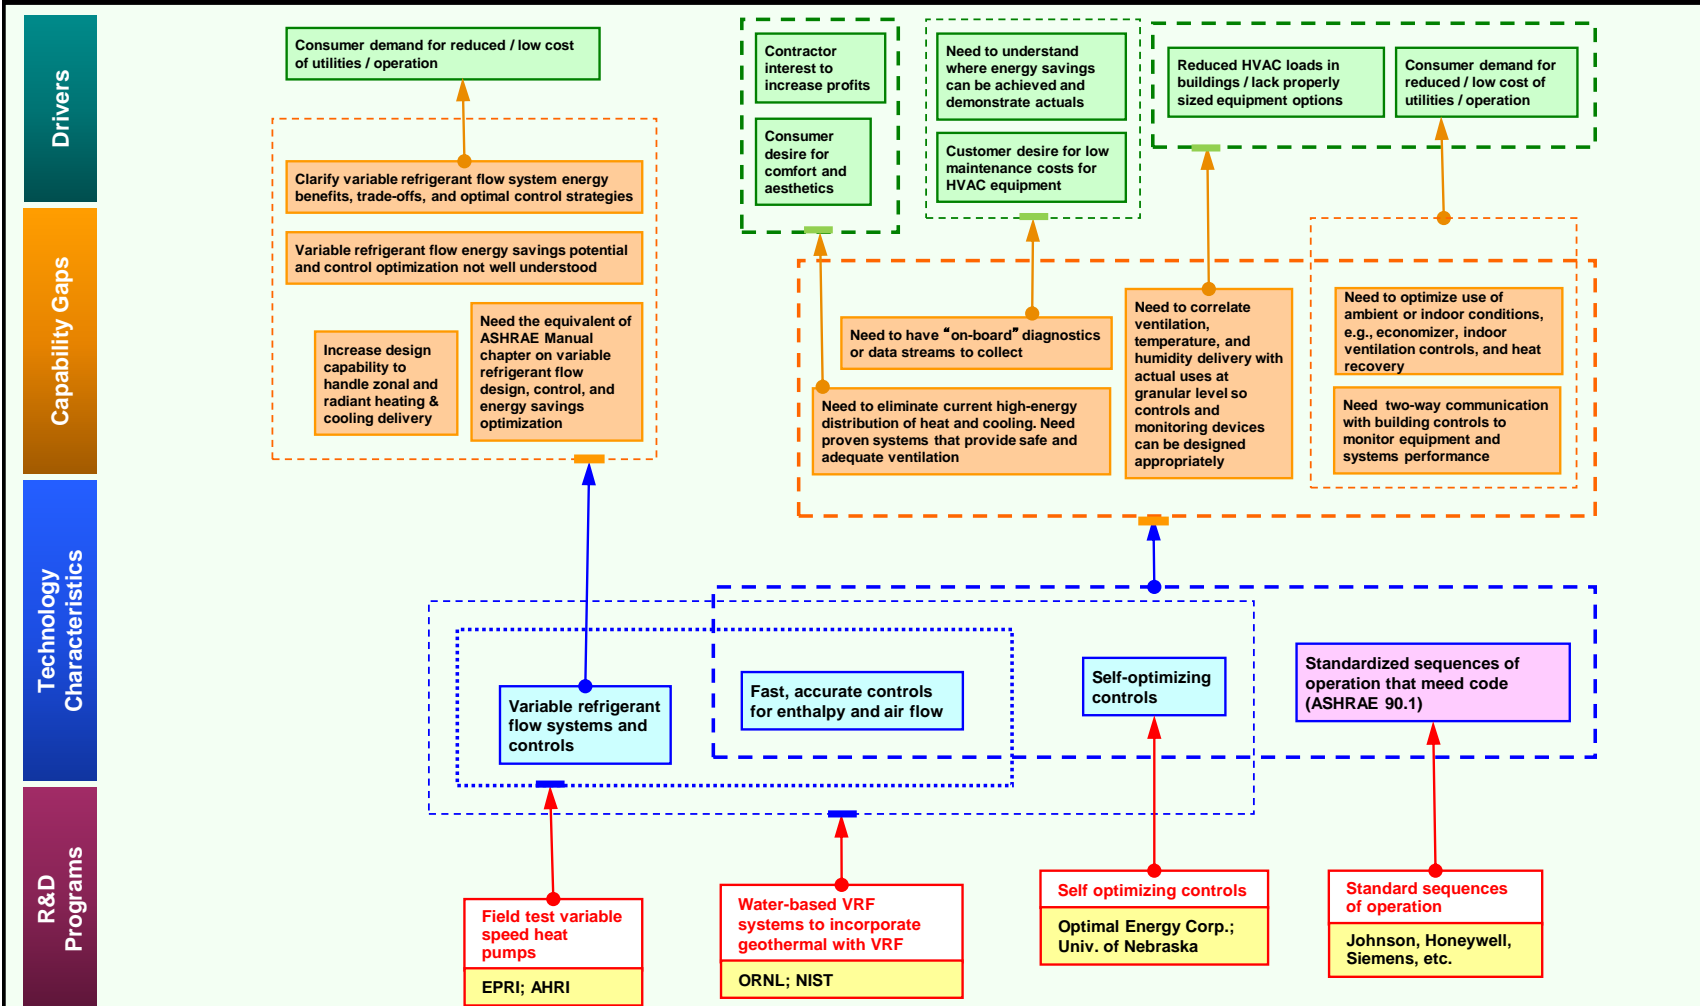 Drivers
Consumer demand for reduced / low cost
of utilities / operation
Contractor
interest to
increase profits
Consumer
desire for
comfort and
aesthetics
Need to understand
where energy savings
can be achieved and
demonstrate actuals
Customer desire for low
maintenance costs for
HVAC equipment
Reduced HVAC loads in
buildings / lack properly
sized equipment options
Consumer demand for
reduced / low cost of
utilities / operation
Capability Gaps
Clarify variable refrigerant flow system energy
benefits, trade-offs, and optimal control strategies
Variable refrigerant flow energy savings potential
and control optimization not well understood
Increase design
capability to
handle zonal and
radiant heating &
cooling delivery
Need the equivalent of
ASHRAE Manual
chapter on variable
refrigerant flow
design, control, and
energy savings
optimization
Need to have “on-board” diagnostics
or data streams to collect
Need to eliminate current high-energy
distribution of heat and cooling. Need
proven systems that provide safe and
adequate ventilation
Need to correlate
ventilation,
temperature, and
humidity delivery with
actual uses at
granular level so
controls and
monitoring devices
can be designed
appropriately
Need to optimize use of
ambient or indoor conditions,
e.g., economizer, indoor
ventilation controls, and heat
recovery
Need two-way communication
with building controls to
monitor equipment and
systems performance
Technology
Characteristics
Variable refrigerant
flow systems and
controls
Fast, accurate controls
for enthalpy and air flow
Self-optimizing
controls
Standardized sequences of
operation that meed code
(ASHRAE 90.1)
R&D
Programs
Field test variable
speed heat
pumps
EPRI; AHRI
Water-based VRF
systems to incorporate
geothermal with VRF
ORNL; NIST
Self optimizing controls
Optimal Energy Corp.;
Univ. of Nebraska
Standard sequences
of operation
Johnson, Honeywell,
Siemens, etc.